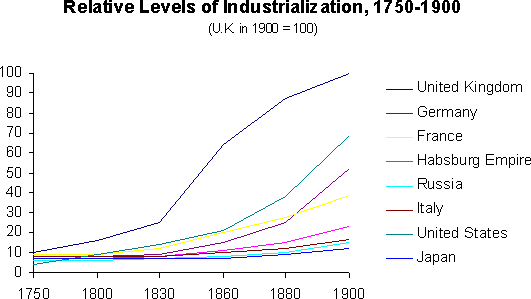 Relative Levels of Industrialization, 1750-1900
(U.K. in 1900 = 100)
100
90
80
70
60
50
40
30
20
10
0
1750
1800
1830
1860
1880
1900
United Kingdom
Germany
France
Habsburg Empire
Russia
Italy
United States
Japan